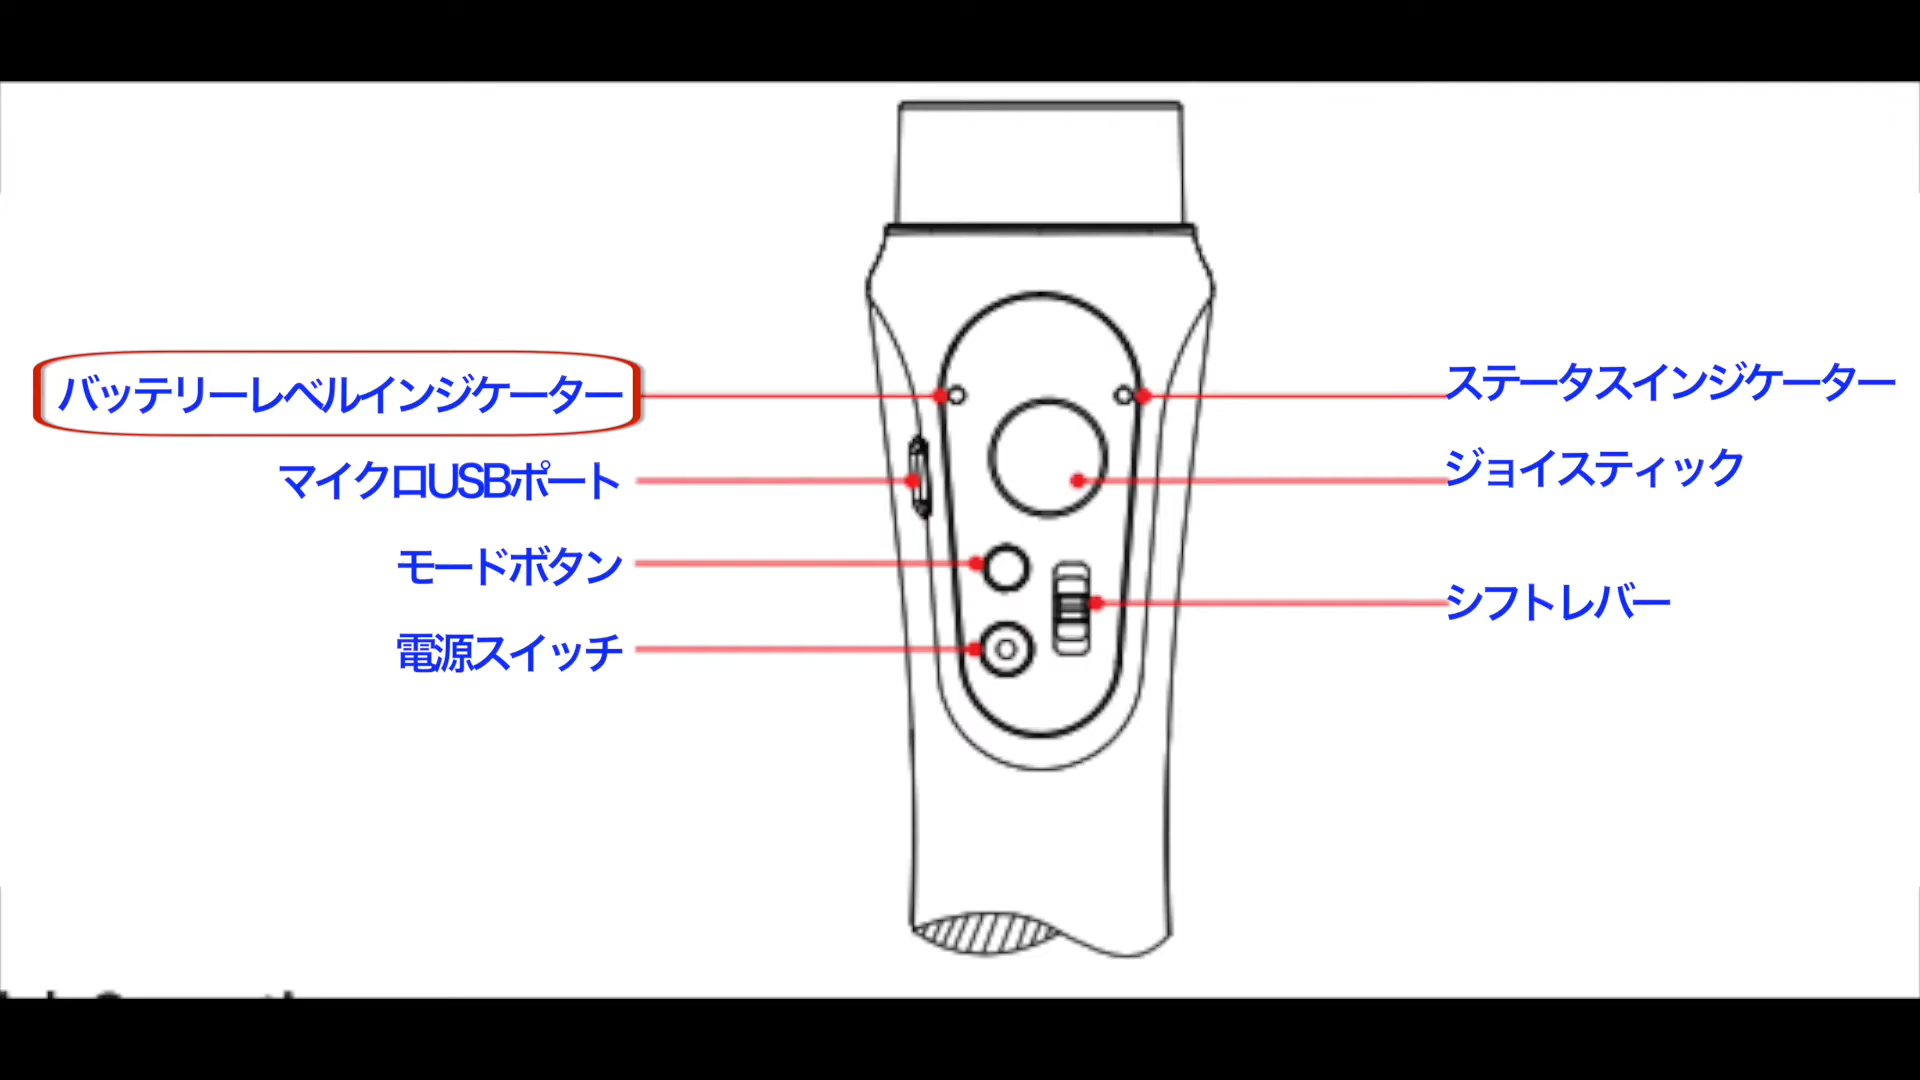 バッテリーレベルインジケーター
マイクロUSBポート
モードボタン
電源スイッチ
ステータスインジケーター
ジョイスティック
シフトレバー